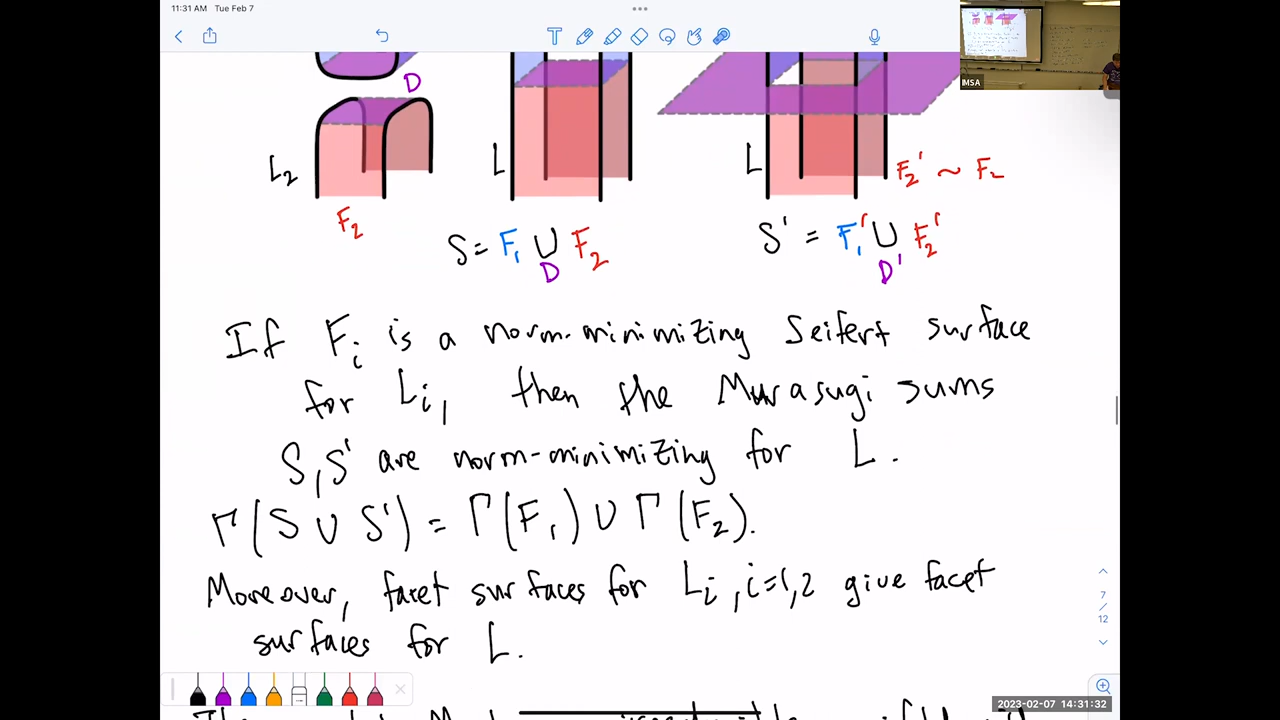 11:31 AM Tue Feb 7
IMSA
D
L₂
L
L
F₂
F₂' ~ F₂
S = F₁ ∪ F₂
D
S' = F₁' ∪ F₂'
D'
If Fᵢ is a norm-minimizing Seifert surface
for Lᵢ, then the Murasugi sums
S, S' are norm-minimizing for L.
Γ(S ∪ S') = Γ(F₁) ∪ Γ(F₂).
Moreover, facet surfaces for Lᵢ, i=1,2 give facet
surfaces for L.
7
/
12
2023-02-07 14:31:32